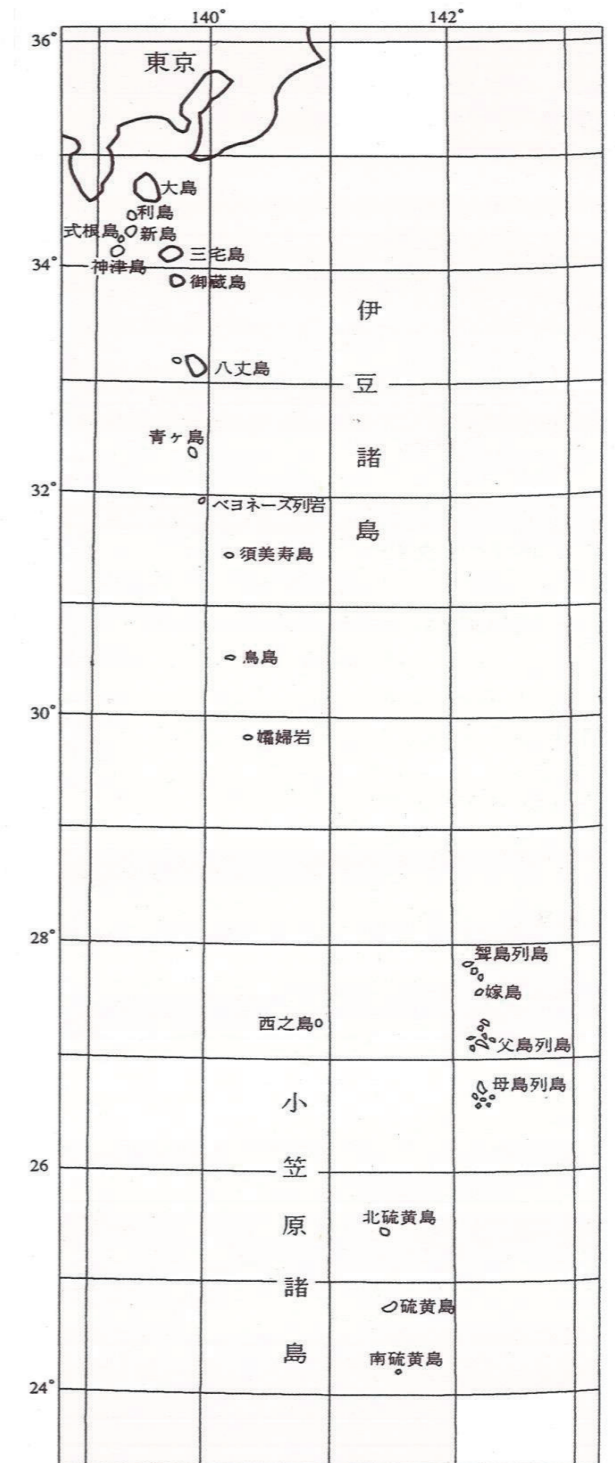 140°
142°
36°
東京
大島
利島
式根島
新島
神津島
三宅島
34°
御蔵島
伊豆諸島
八丈島
青ヶ島
32°
ベヨネーズ列岩
須美寿島
鳥島
30°
孀婦岩
28°
聟島列島
嫁島
西之島
父島列島
母島列島
小笠原諸島
26°
北硫黄島
硫黄島
南硫黄島
24°